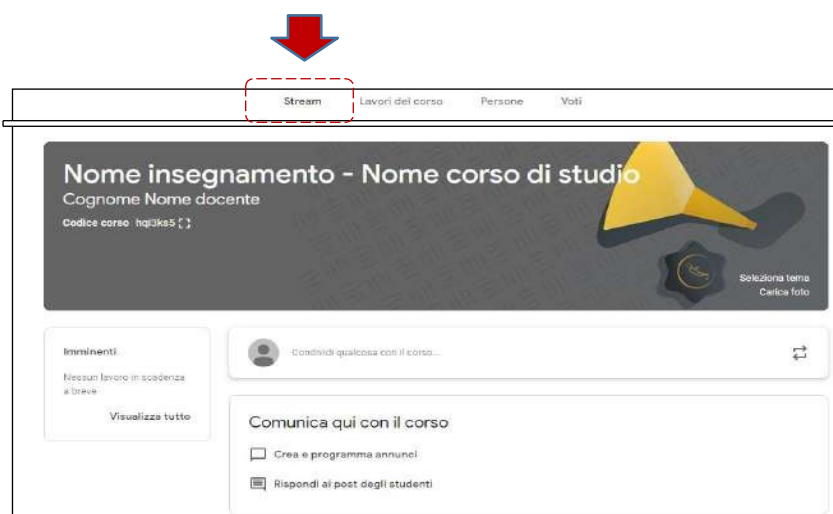 Stream Lavori del corso Persone Voti
Nome insegnamento - Nome corso di studio
Cognome Nome docente
Codice corso hqi3ks5
Seleziona tema
Carica foto
Imminenti
Nessun lavoro in scadenza
a breve
Visualizza tutto
Condividi qualcosa con il corso...
Comunica qui con il corso
Crea e programma annunci
Rispondi ai post degli studenti